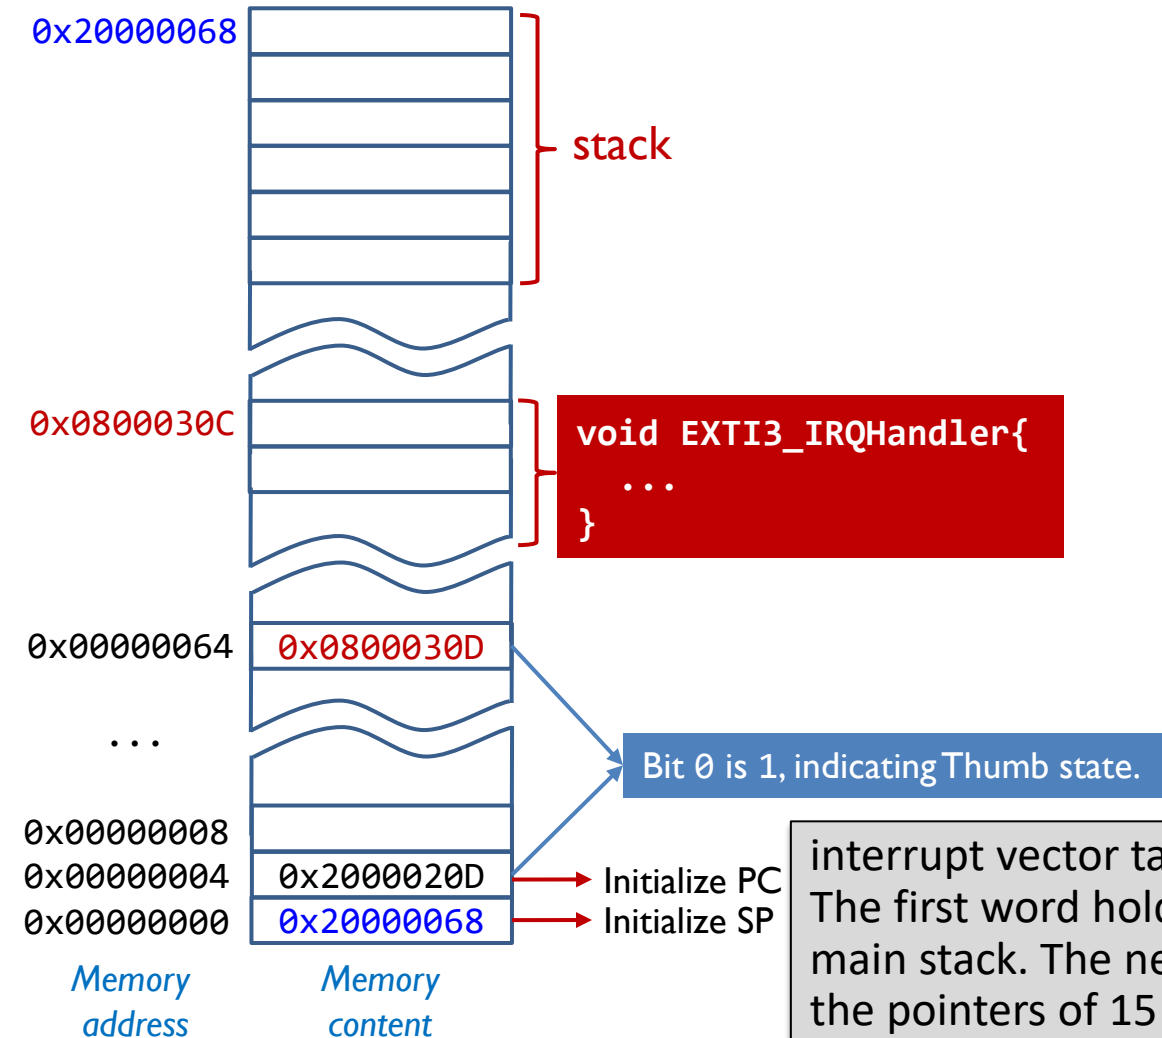 0x20000068
stack
0x0800030C
void EXTI3_IRQHandler{
...
}
0x00000064 0x0800030D
...
Bit 0 is 1, indicating Thumb state.
0x00000008
0x00000004 0x2000020D Initialize PC
0x00000000 0x20000068 Initialize SP
Memory address
Memory content
interrupt vector ta
The first word hol
main stack. The ne
the pointers of 15